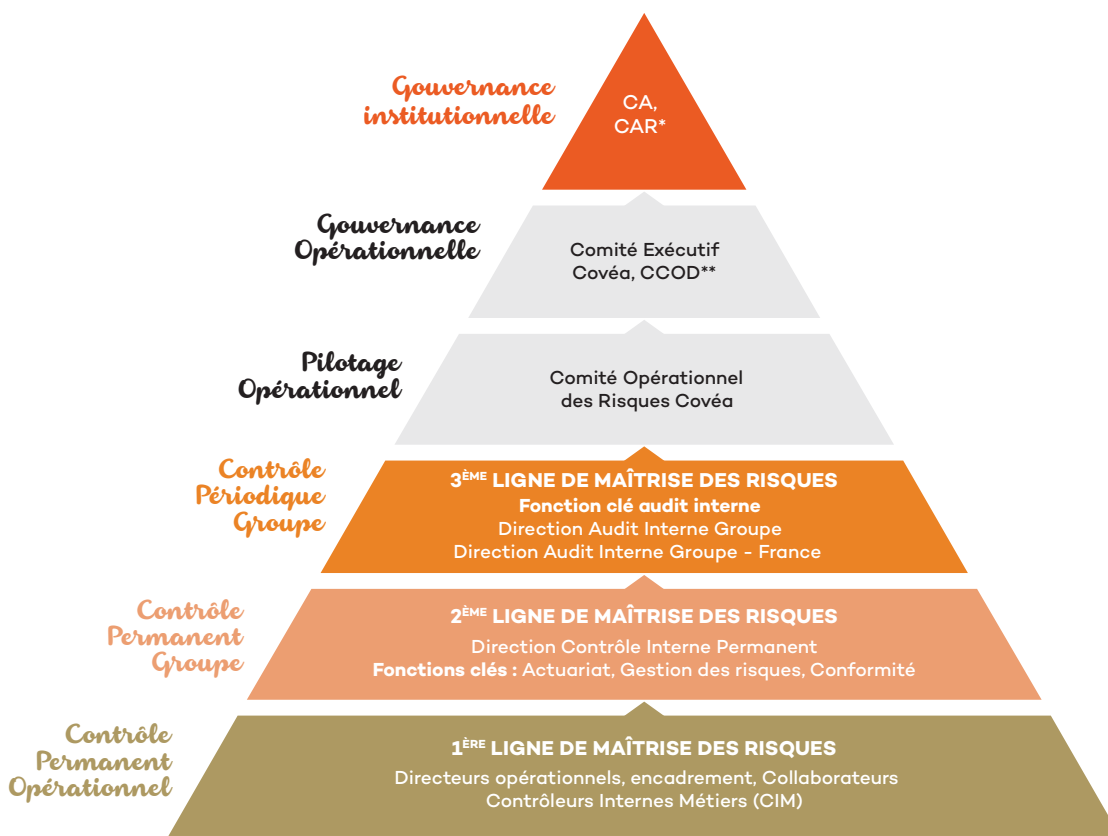 Gouvernance
institutionnelle
CA,
CAR*
Gouvernance
Opérationnelle
Comité Exécutif
Covéa, CCOD**
Pilotage
Opérationnel
Comité Opérationnel
des Risques Covéa
Contrôle
Périodique
Groupe
3ÈME LIGNE DE MAÎTRISE DES RISQUES
Fonction clé audit interne
Direction Audit Interne Groupe
Direction Audit Interne Groupe - France
Contrôle
Permanent
Groupe
2ÈME LIGNE DE MAÎTRISE DES RISQUES
Direction Contrôle Interne Permanent
Fonctions clés : Actuariat, Gestion des risques, Conformité
Contrôle
Permanent
Opérationnel
1ÈRE LIGNE DE MAÎTRISE DES RISQUES
Directeurs opérationnels, encadrement, Collaborateurs
Contrôleurs Internes Métiers (CIM)